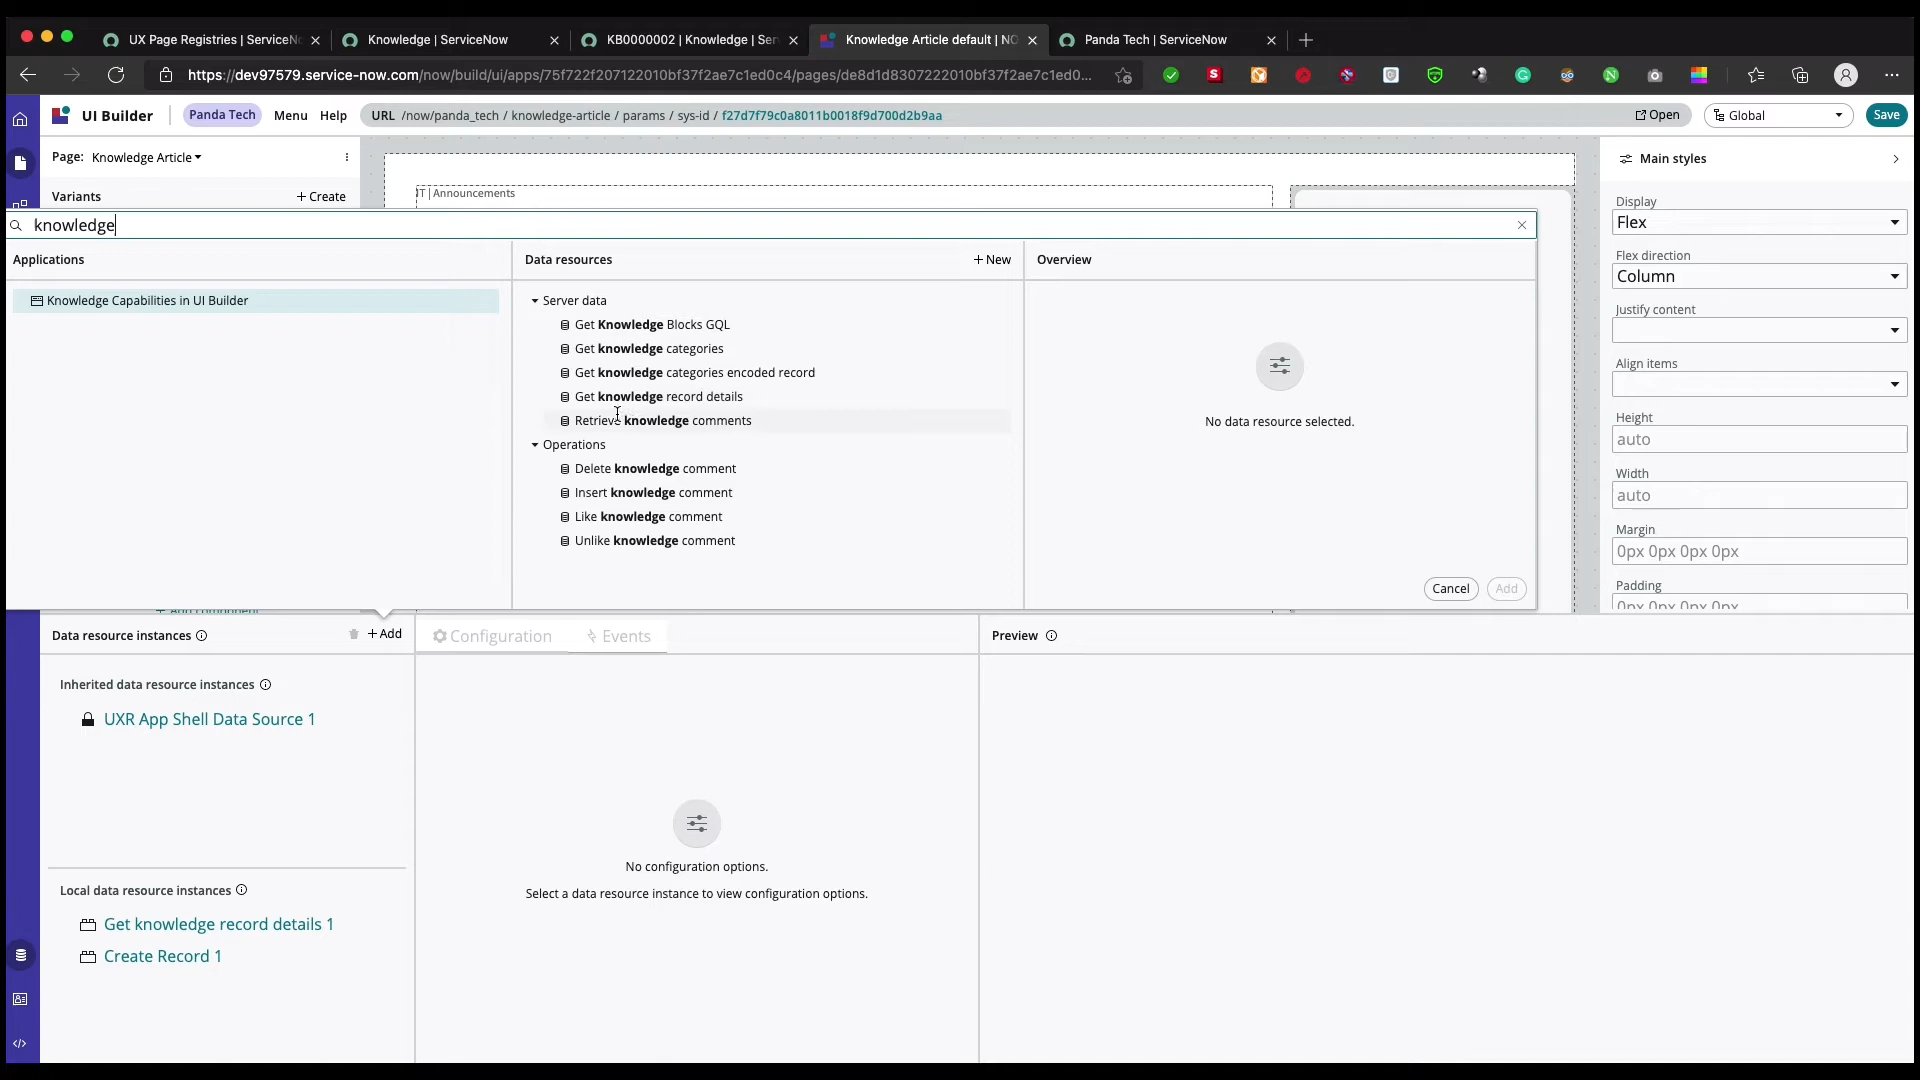 UX Page Registries | ServiceN
Knowledge | ServiceNow
KB0000002 | Knowledge | Ser
Knowledge Article default | NO
Panda Tech | ServiceNow
https://dev97579.service-now.com/now/build/ui/apps/75f722f207122010bf37f2ae7c1ed0c4/pages/de8d1d8307222010bf37f2ae7c1ed0...
UI Builder
Panda Tech
Menu
Help
URL /now/panda_tech / knowledge-article / params / sys-id / f27d7f79c0a8011b0018f9d700d2b9aa
Open
Global
Save
Page: Knowledge Article
Variants
+ Create
IT | Announcements
Main styles
knowledge
Applications
Data resources
+ New
Overview
Knowledge Capabilities in UI Builder
Server data
Get Knowledge Blocks GQL
Get knowledge categories
Get knowledge categories encoded record
Get knowledge record details
Retrieve knowledge comments
Operations
Delete knowledge comment
Insert knowledge comment
Like knowledge comment
Unlike knowledge comment
No data resource selected.
Cancel
Add
Display
Flex
Flex direction
Column
Justify content
Align items
Height
auto
Width
auto
Margin
0px 0px 0px 0px
Padding
0px 0px 0px 0px
+ Add component
Data resource instances
+ Add
Configuration
Events
Preview
Inherited data resource instances
UXR App Shell Data Source 1
No configuration options.
Select a data resource instance to view configuration options.
Local data resource instances
Get knowledge record details 1
Create Record 1